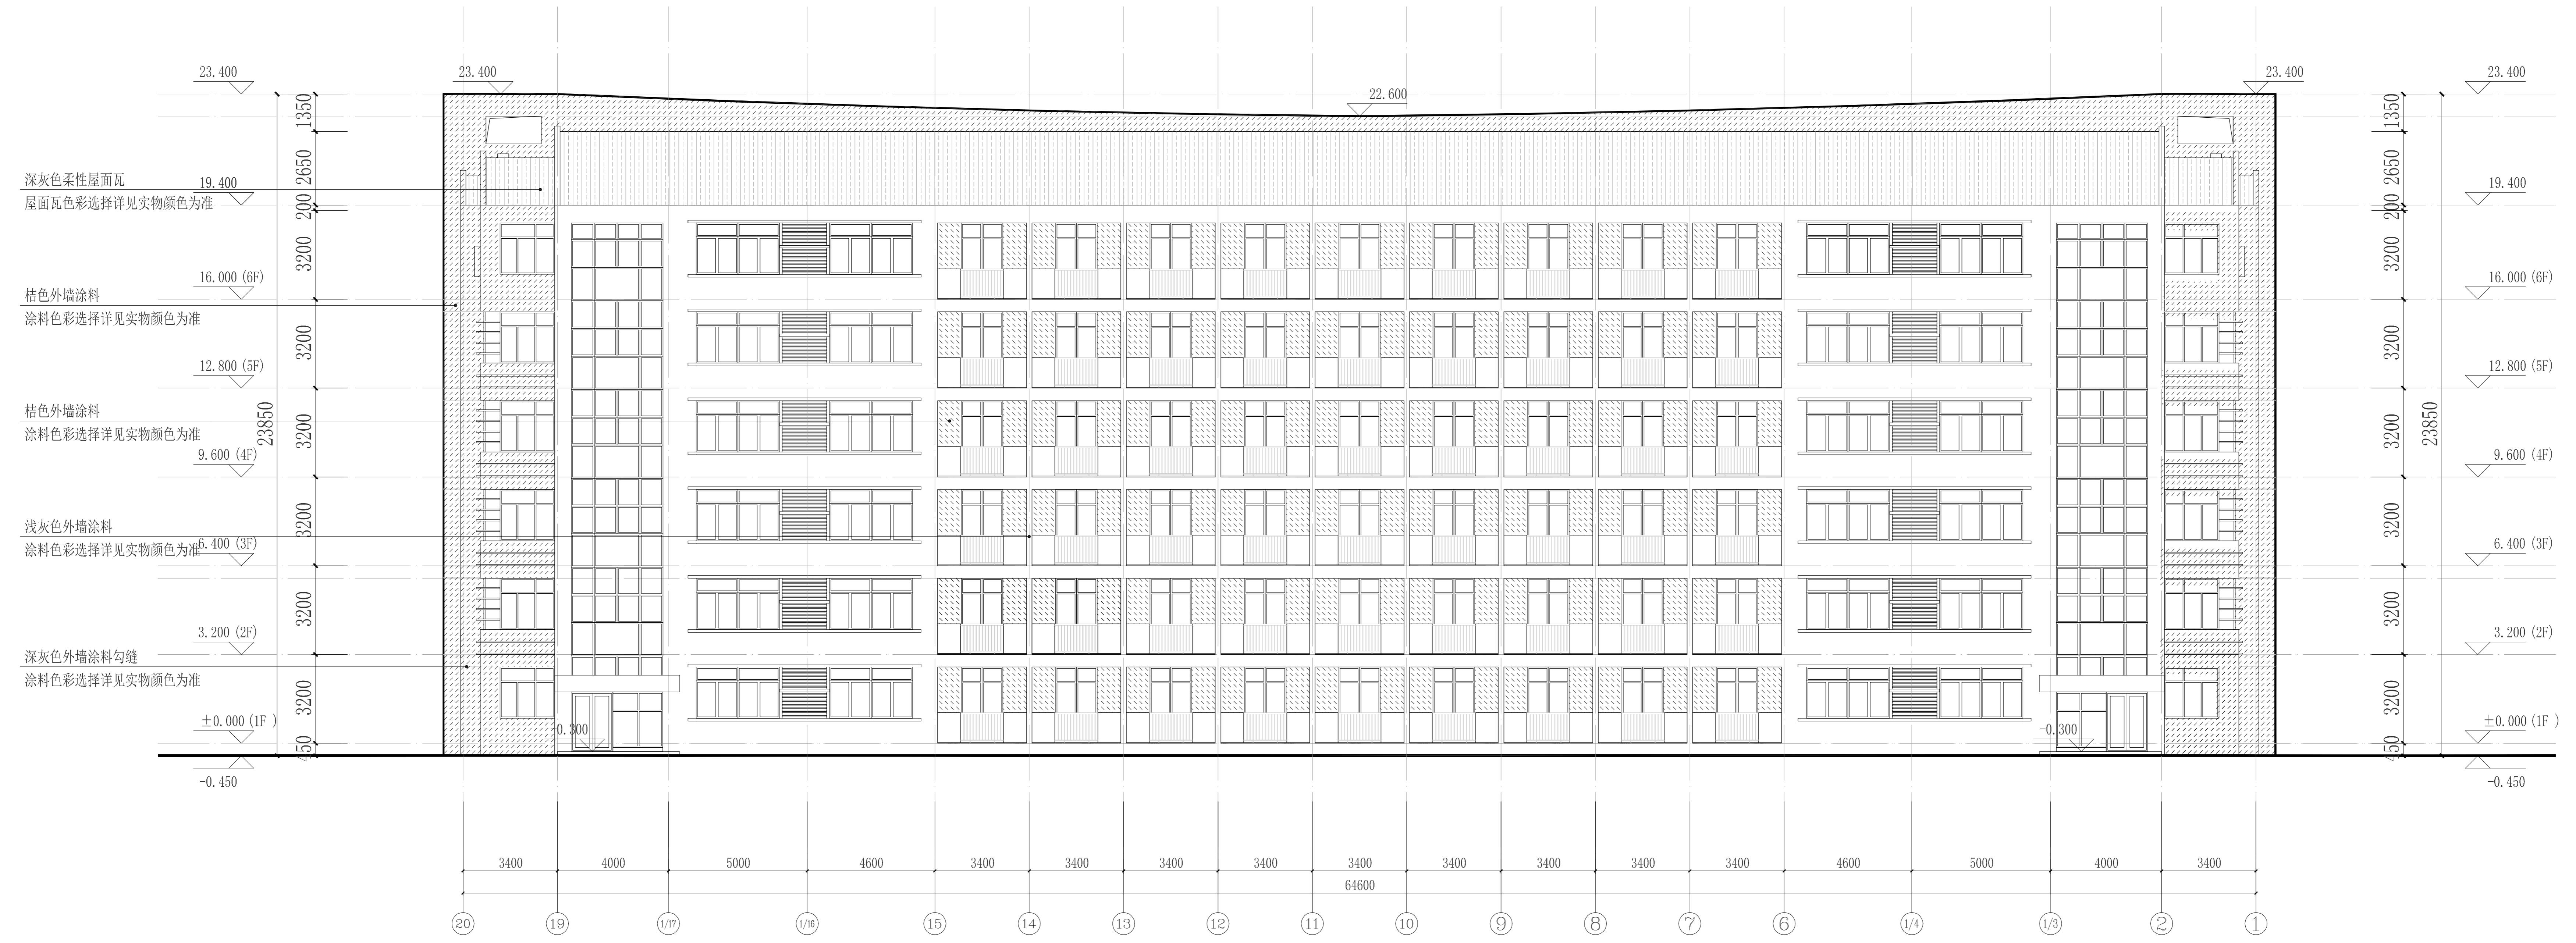 23.400 23.400 22.600 23.400 23.400
1350 1350
深灰色柔性屋面瓦
19.400 19.400
屋面瓦色彩选择详见实物颜色为准
2650 2650
200 200
3200 3200
16.000(6F) 16.000(6F)
桔色外墙涂料
涂料色彩选择详见实物颜色为准
3200 3200
12.800(5F) 12.800(5F)
桔色外墙涂料
涂料色彩选择详见实物颜色为准
23850 3200 3200 23850
9.600(4F) 9.600(4F)
浅灰色外墙涂料
涂料色彩选择详见实物颜色为准
3200 3200
6.400(3F) 6.400(3F)
3200 3200
3.200(2F) 3.200(2F)
深灰色外墙涂料勾缝
涂料色彩选择详见实物颜色为准
3200 3200
±0.000(1F ) -0.300 -0.300 ±0.000(1F )
450 450
-0.450 -0.450
3400 4000 5000 4600 3400 3400 3400 3400 3400 3400 3400 3400 3400 4600 5000 4000 3400
64600
20 19 1/17 1/16 15 14 13 12 11 10 9 8 7 6 1/4 1/3 2 1